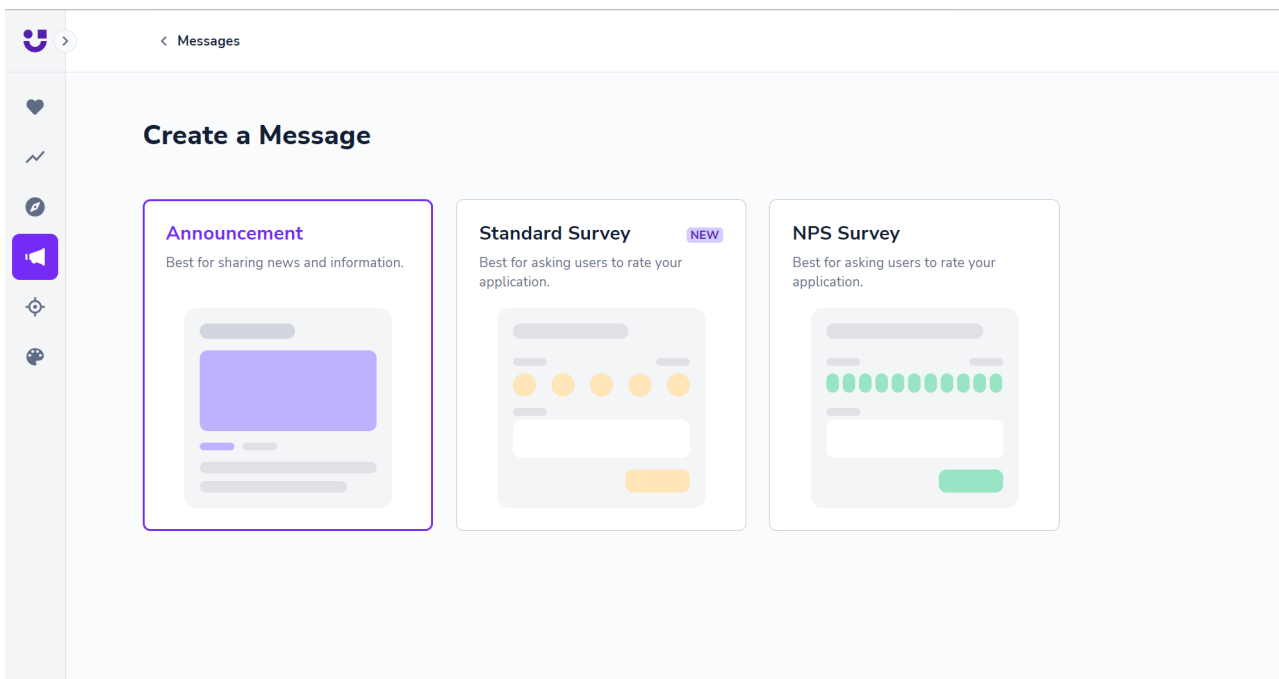 Messages
Create a Message
Announcement
Best for sharing news and information.
Standard Survey NEW
Best for asking users to rate your
application.
NPS Survey
Best for asking users to rate your
application.